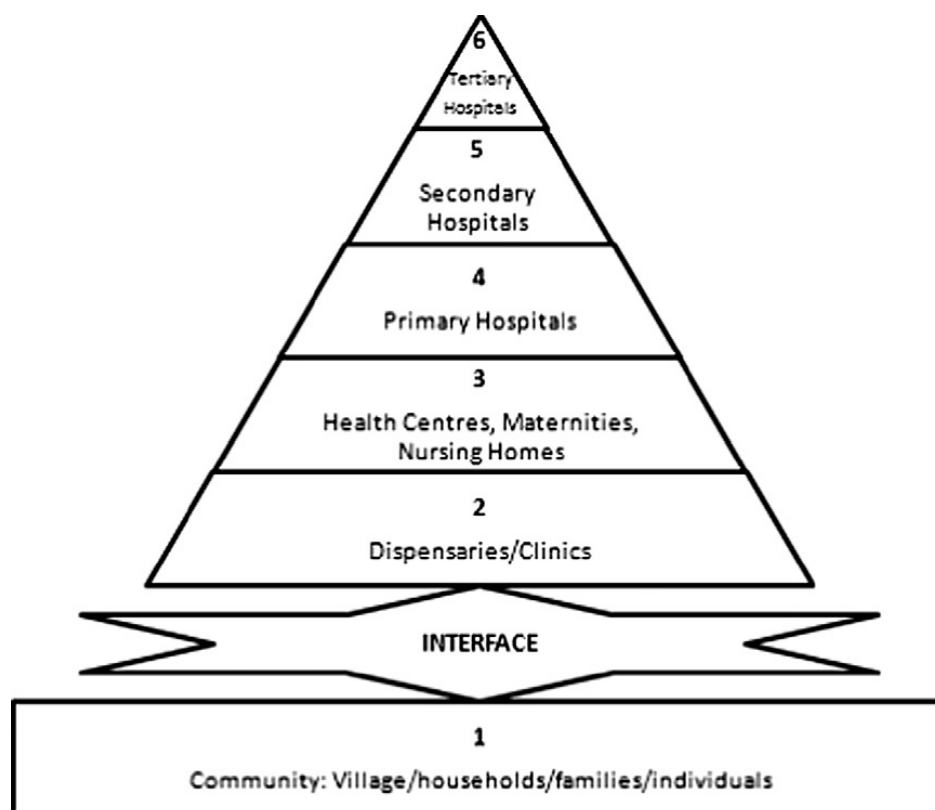 6
Tertiary
Hospitals
5
Secondary
Hospitals
4
Primary Hospitals
3
Health Centres, Maternities,
Nursing Homes
2
Dispensaries/Clinics
INTERFACE
1
Community: Village/households/families/individuals